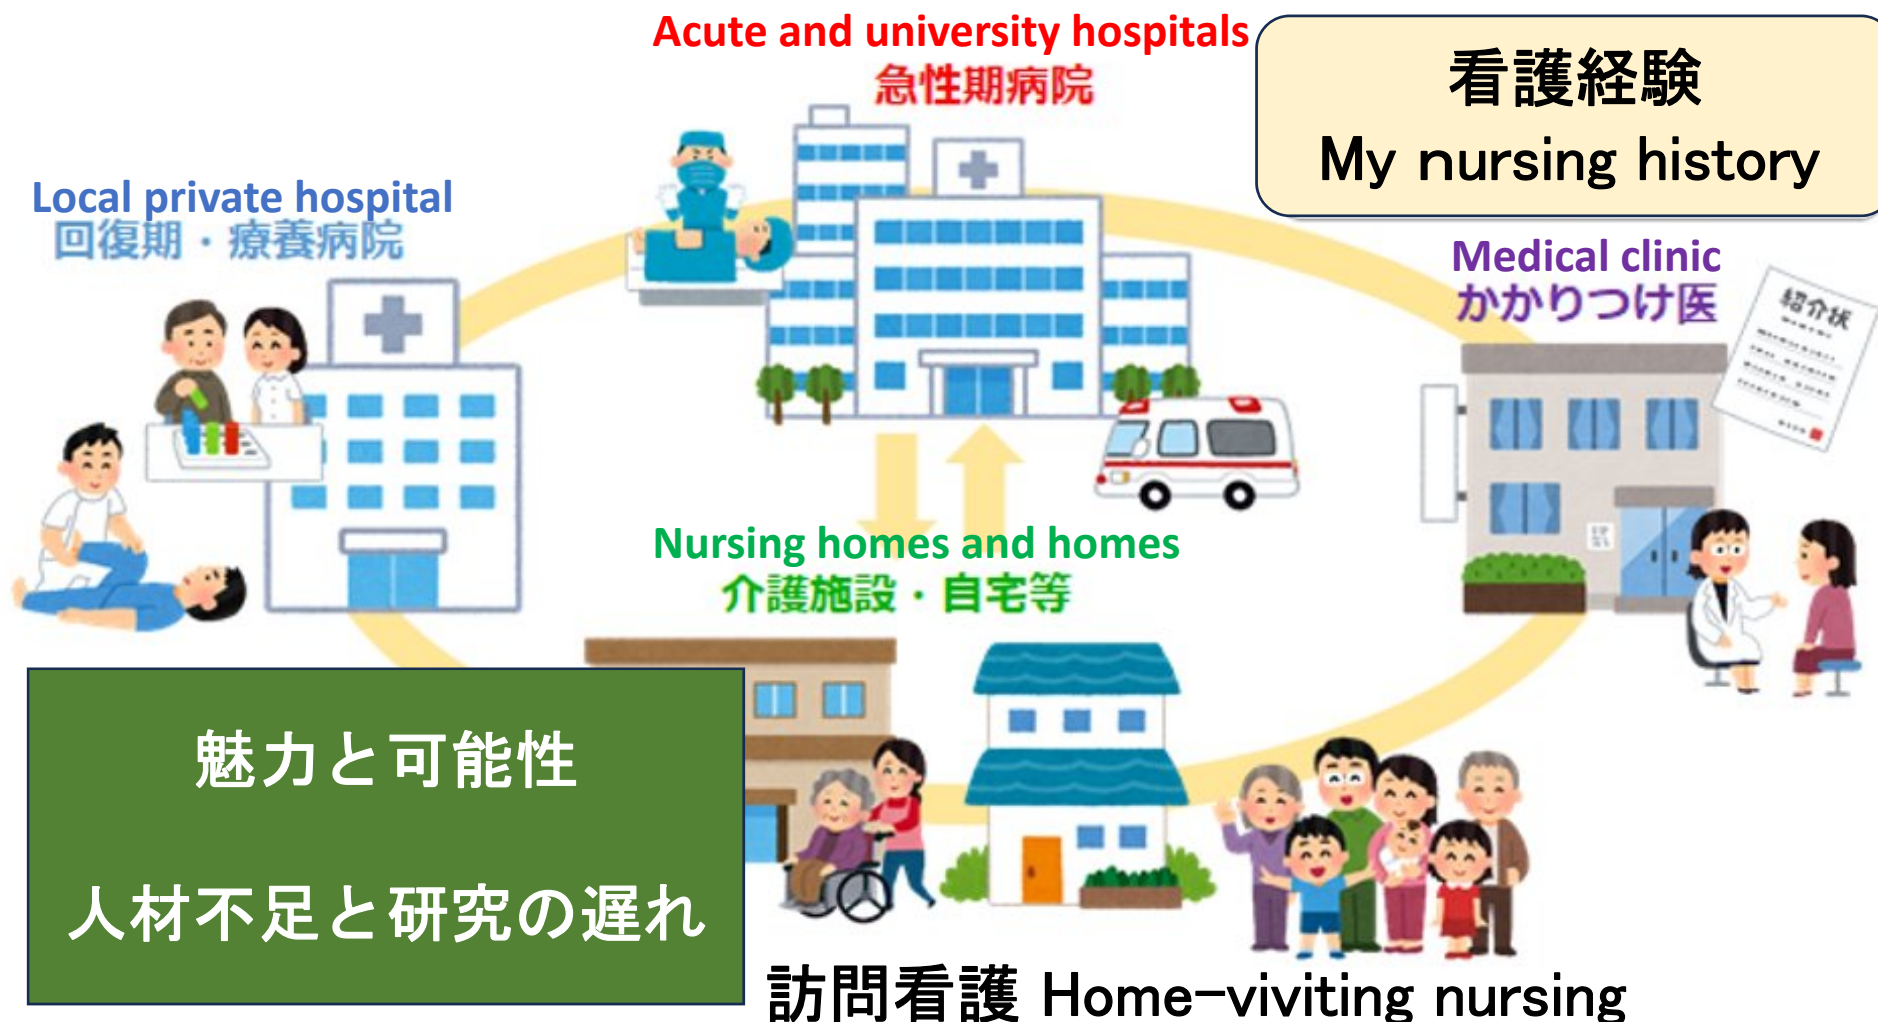 Acute and university hospitals
急性期病院
看護経験
My nursing history
Local private hospital
回復期・療養病院
Medical clinic
かかりつけ医
紹介状
Nursing homes and homes
介護施設・自宅等
魅力と可能性
人材不足と研究の遅れ
訪問看護 Home-viviting nursing